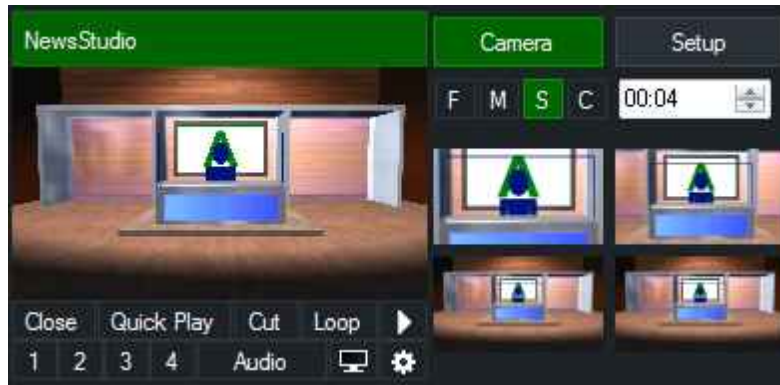 NewsStudio
Camera Setup
F M S C 00:04
Close Quick Play Cut Loop
1 2 3 4 Audio